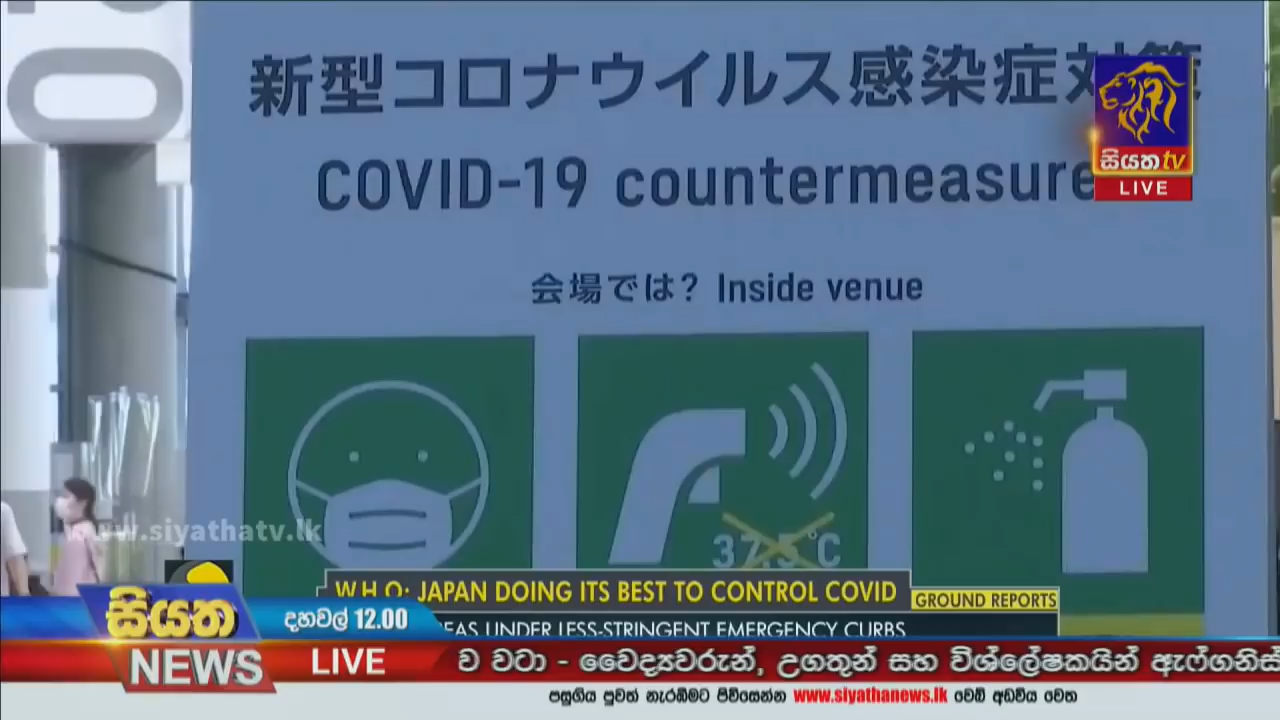 新型コロナウイルス感染症対策
COVID-19 countermeasure
会場では? Inside venue
සියත tv
LIVE
37.5°C
www.siyathatv.lk
W.H.O: JAPAN DOING ITS BEST TO CONTROL COVID
GROUND REPORTS
EAS UNDER LESS-STRINGENT EMERGENCY CURBS
සියත
දහවල් 12.00
NEWS
LIVE
ව වටා - වෛද්‍යවරුන්, උගතුන් සහ විශ්ලේෂකයින් ඇෆ්ගනිස්
පසුගිය පුවත් නැරඹීමට පිවිසෙන්න www.siyathanews.lk වෙබ් අඩවිය වෙත